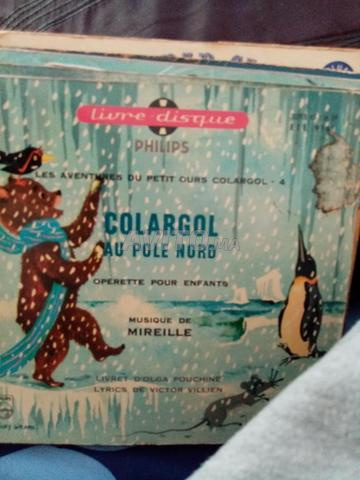 livre-disque
PHILIPS
LES AVENTURES DU PETIT OURS COLARGOL - 4
COLARGOL
AU POLE NORD
OPERETTE POUR ENFANTS
MUSIQUE DE
MIREILLE
LIVRET D'OLGA POUCHINE
LYRICS DE VICTOR VILLIEN